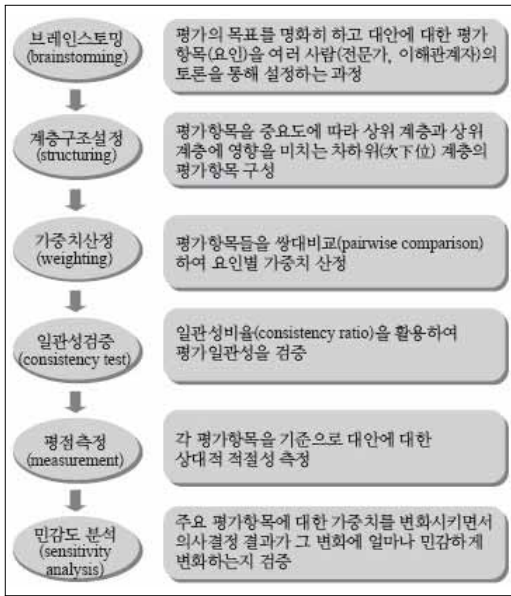 브레인스토밍
(brainstorming)
평가의 목표를 명화히 하고 대안에 대한 평가
항목(요인)을 여러 사람(전문가, 이해관계자)의
토론을 통해 설정하는 과정
계층구조설정
(structuring)
평가항목을 중요도에 따라 상위 계층과 상위
계층에 영향을 미치는 차하위(次下位) 계층의
평가항목 구성
가중치산정
(weighting)
평가항목들을 쌍대비교(pairwise comparison)
하여 요인별 가중치 산정
일관성검증
(consistency test)
일관성비율(consistency ratio)을 활용하여
평가일관성을 검증
평점측정
(measurement)
각 평가항목을 기준으로 대안에 대한
상대적 적절성 측정
민감도 분석
(sensitivity
analysis)
주요 평가항목에 대한 가중치를 변화시키면서
의사결정 결과가 그 변화에 얼마나 민감하게
변화하는지 검증